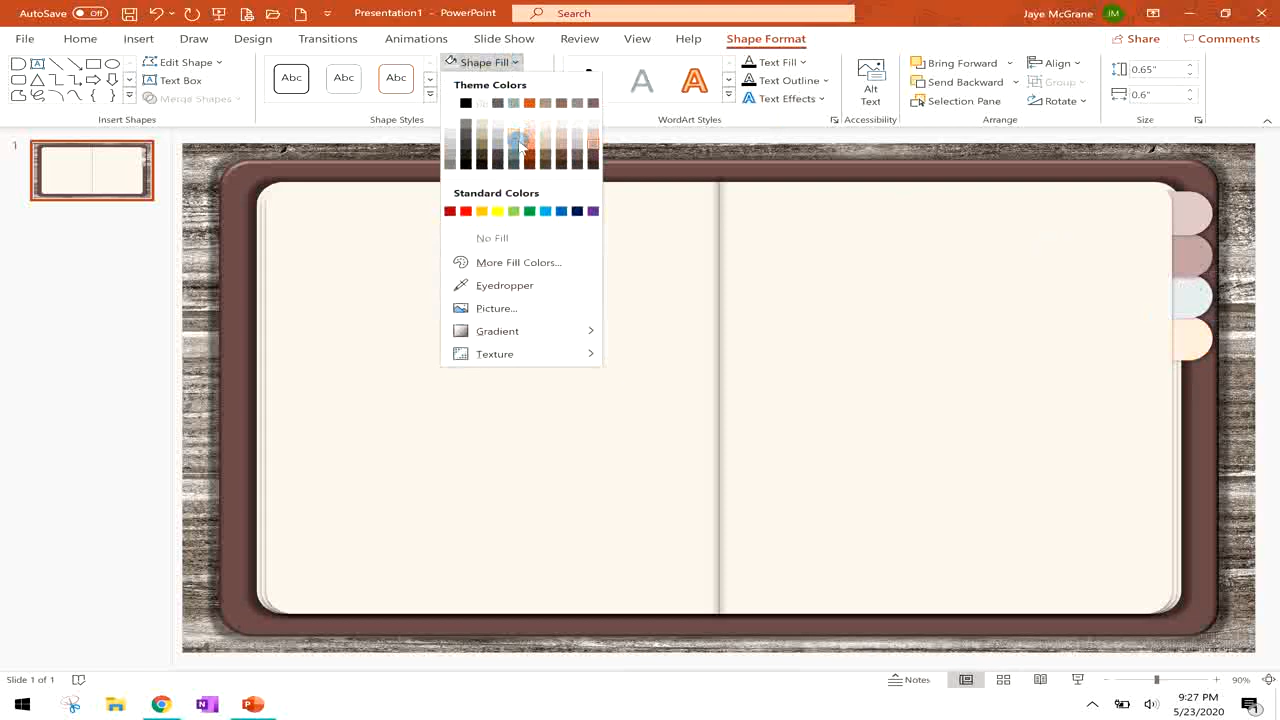 AutoSave Off Presentation1 - PowerPoint Search Jaye McGrane JM
File Home Insert Draw Design Transitions Animations Slide Show Review View Help Shape Format Share Comments
Edit Shape Shape Fill Text Fill Bring Forward Align 0.65"
Text Box Abc Abc Abc A A Text Outline Alt Text Send Backward Group 0.6"
Merge Shapes Text Effects Selection Pane Rotate
Insert Shapes Shape Styles WordArt Styles Accessibility Arrange Size
Theme Colors
Standard Colors
No Fill
More Fill Colors...
Eyedropper
Picture...
Gradient
Texture
1
Slide 1 of 1 Notes 90%
9:27 PM
5/23/2020
1